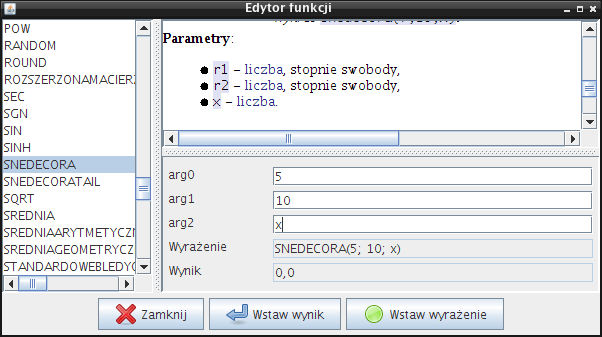 Edytor funkcji
POW
RANDOM
ROUND
ROZSZERZONAMACIERZ
SEC
SGN
SIN
SINH
SNEDECORA
SNEDECORATAIL
SQRT
SREDNIA
SREDNIAARYTMETYCZN
SREDNIAGEOMETRYCZ
STANDARDOWEBLEDYO
Parametry:
r1 – liczba, stopnie swobody,
r2 – liczba, stopnie swobody,
x – liczba.
arg0
5
arg1
10
arg2
x
Wyrażenie
SNEDECORA(5; 10; x)
Wynik
0,0
Zamknij
Wstaw wynik
Wstaw wyrażenie